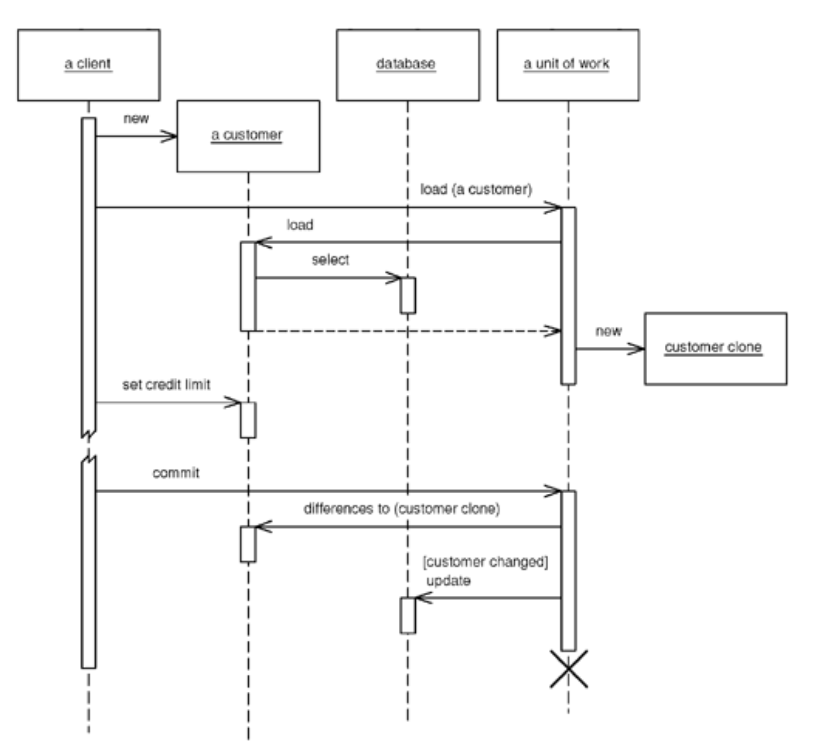 a client
database
a unit of work
new
a customer
load (a customer)
load
select
new
customer clone
set credit limit
commit
differences to (customer clone)
[customer changed]
update